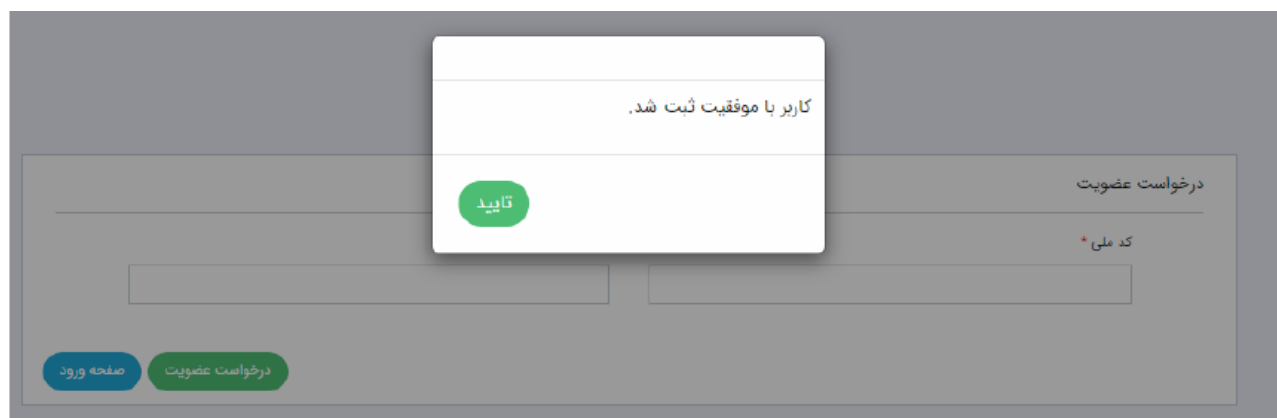 کاربر با موفقیت ثبت شد.
تایید
درخواست عضویت
کد ملی *
درخواست عضویت
صفحه ورود